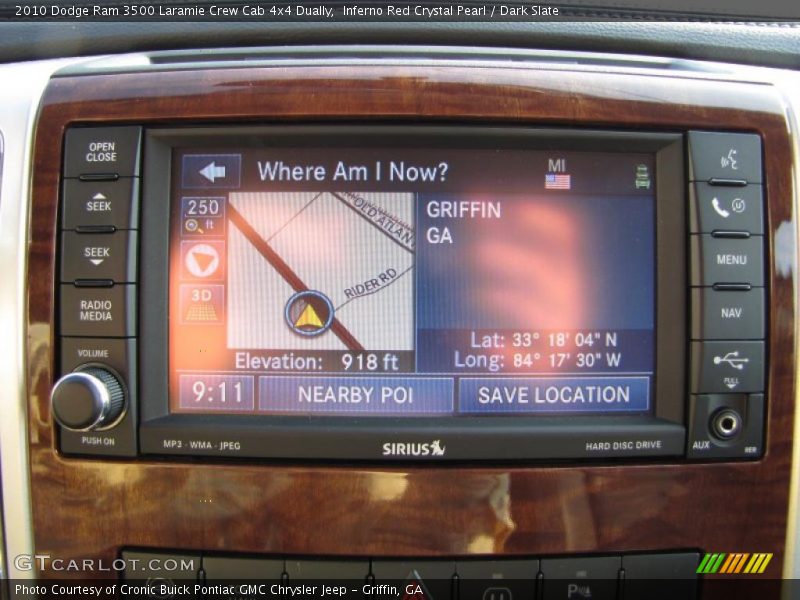 2010 Dodge Ram 3500 Laramie Crew Cab 4x4 Dually,  Inferno Red Crystal Pearl / Dark Slate
OPEN CLOSE
SEEK
SEEK
RADIO MEDIA
VOLUME
PUSH ON
Where Am I Now?
MI
250 ft
3D
OLD ATLAN
RIDER RD
GRIFFIN
GA
Lat: 33° 18' 04" N
Long: 84° 17' 30" W
Elevation: 918 ft
9:11
NEARBY POI
SAVE LOCATION
MENU
NAV
PULL
AUX
MP3 - WMA - JPEG
SIRIUS
HARD DISC DRIVE
GTCARLOT.COM
Photo Courtesy of Cronic Buick Pontiac GMC Chrysler Jeep - Griffin, GA